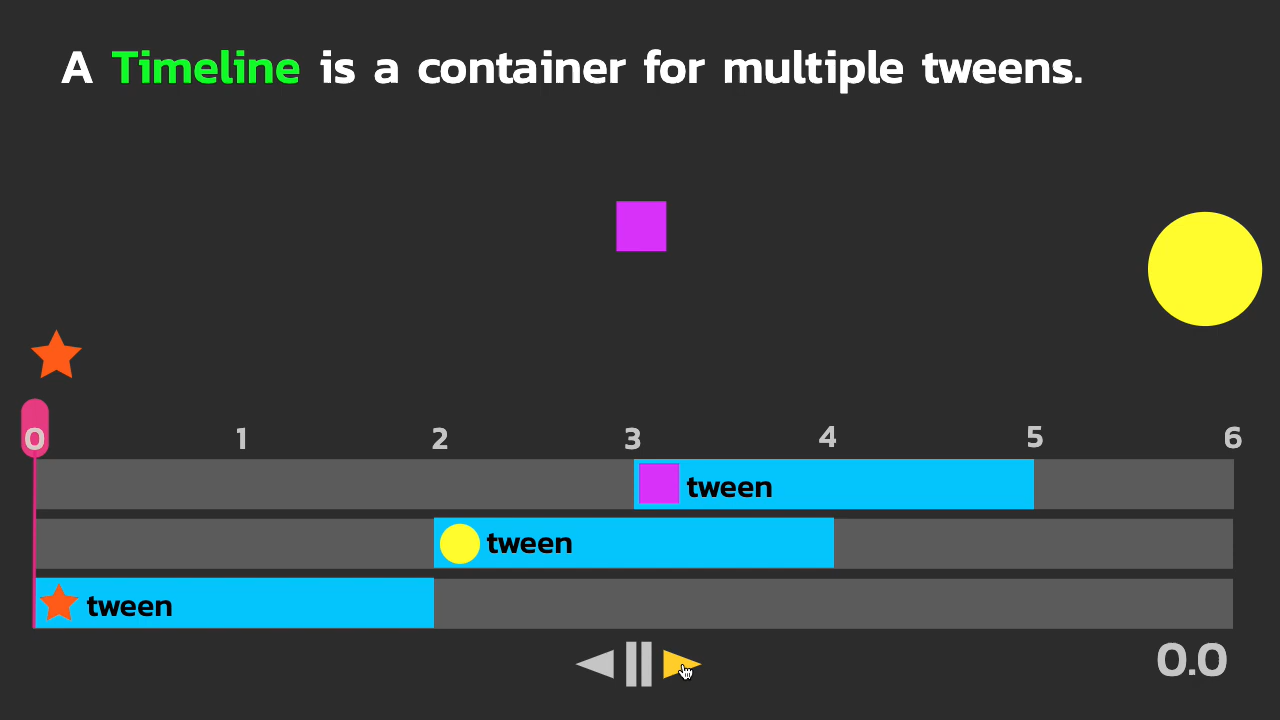 A Timeline is a container for multiple tweens.
0 1 2 3 4 5 6
tween
tween
tween
0.0